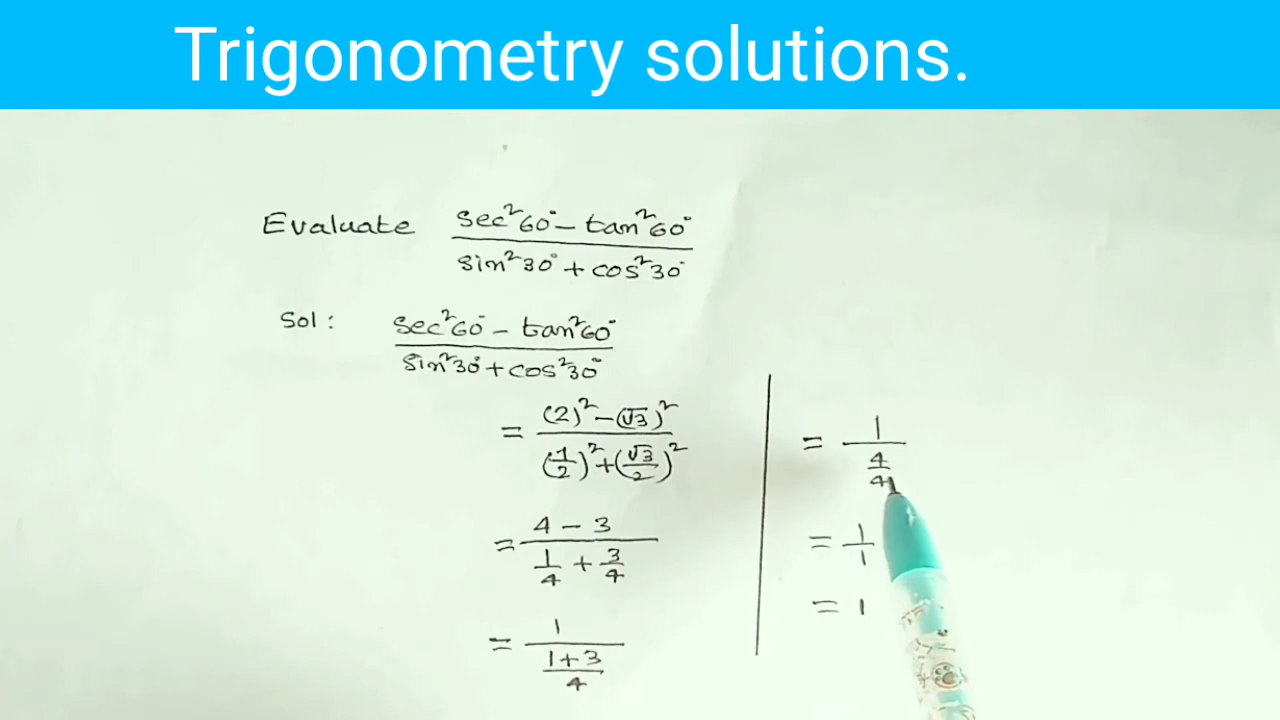 Trigonometry solutions.
Evaluate (sec²60° − tan²60°)/(sin²30° + cos²30°)
Sol : (sec²60° − tan²60°)/(sin²30° + cos²30°)
= ((2)² − (√3)²)/((1/2)² + (√3/2)²)
= (4 − 3)/(1/4 + 3/4)
= 1/((1+3)/4)
= 1/(4/4)
= 1/1
= 1